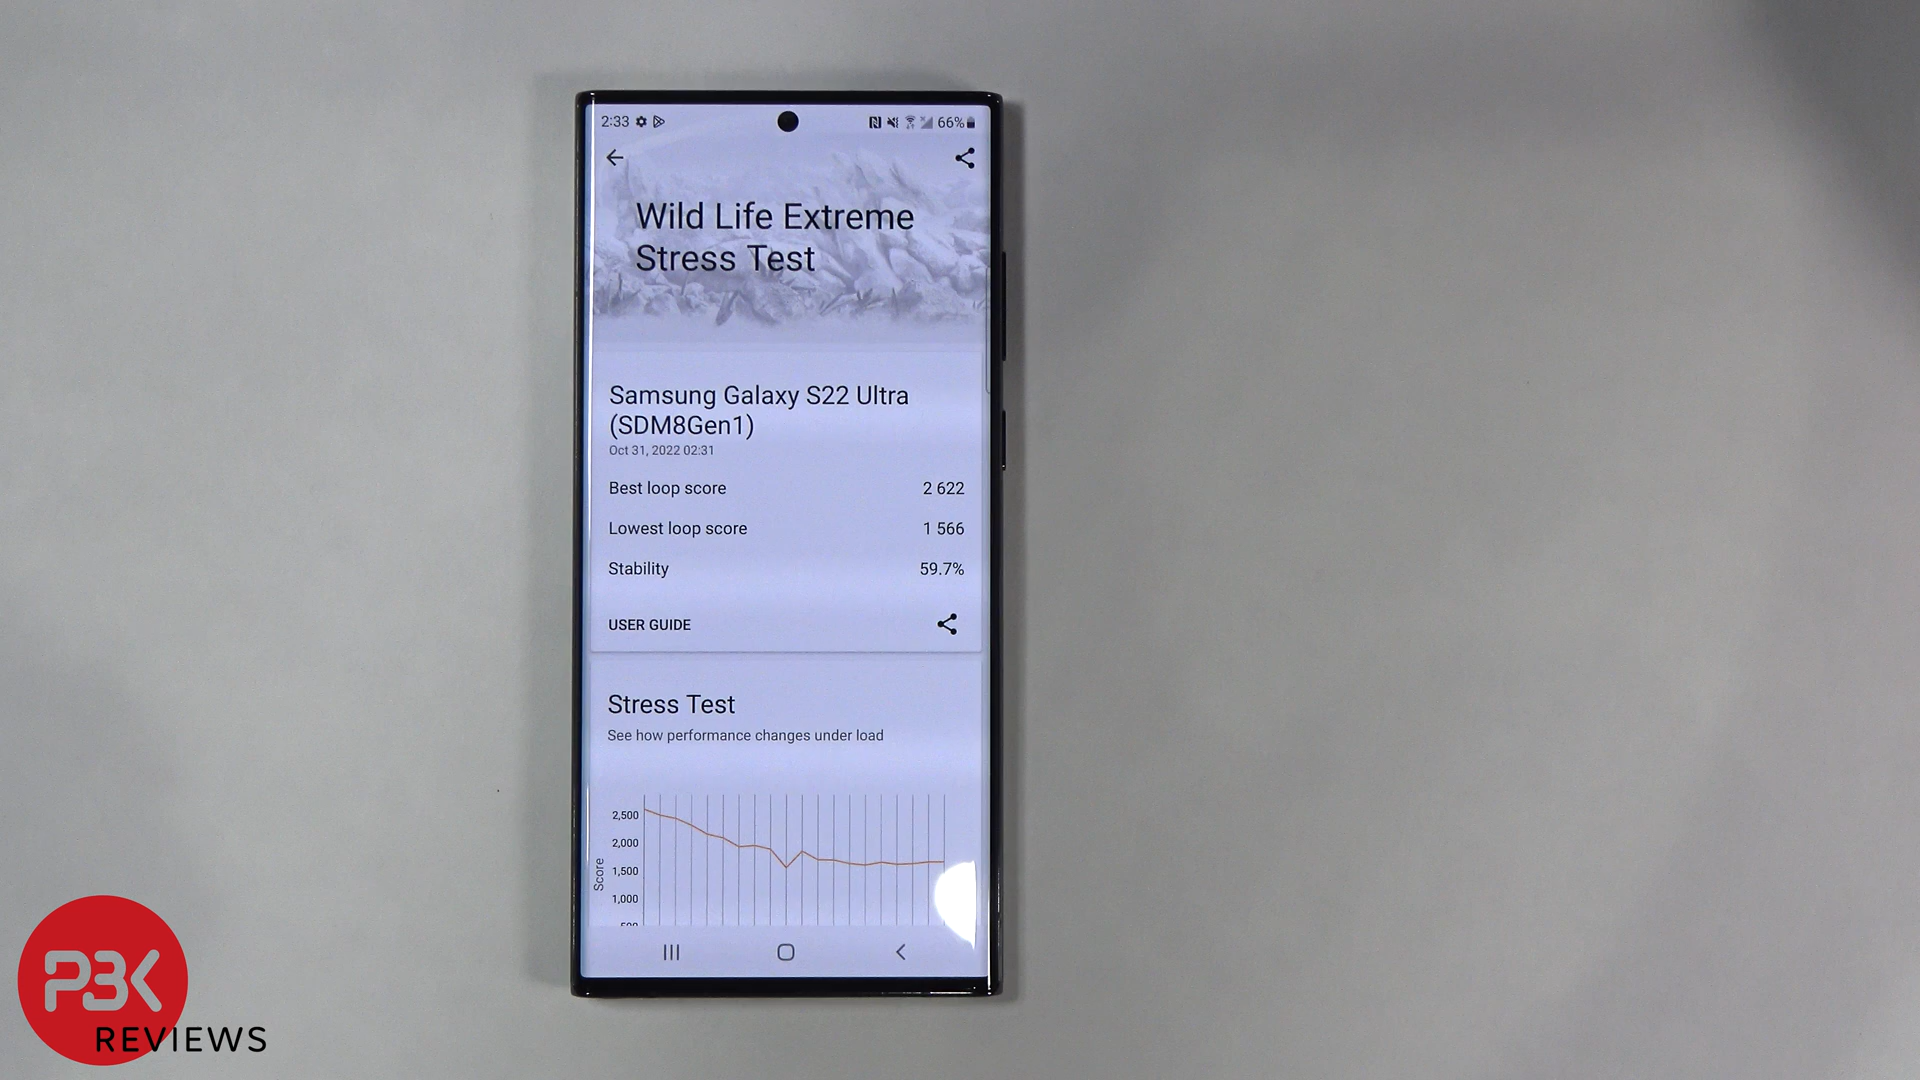 2:33
66%
Wild Life Extreme
Stress Test
Samsung Galaxy S22 Ultra
(SDM8Gen1)
Oct 31, 2022 02:31
Best loop score 2 622
Lowest loop score 1 566
Stability 59.7%
USER GUIDE
Stress Test
See how performance changes under load
2,500
2,000
1,500
1,000
Score
PBK
REVIEWS